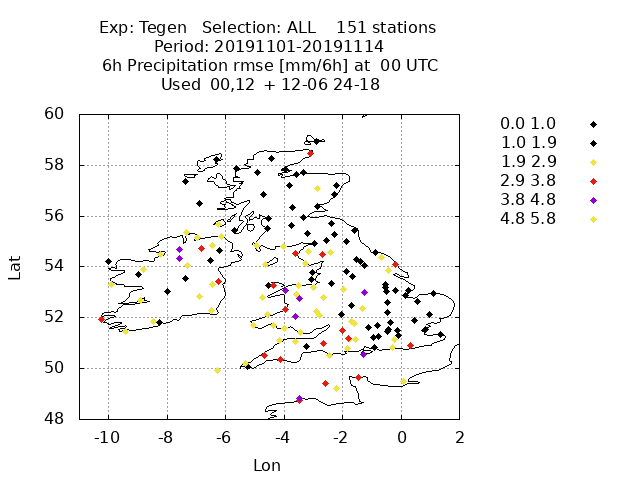 Exp: Tegen Selection: ALL 151 stations
Period: 20191101-20191114
6h Precipitation rmse [mm/6h] at 00 UTC
Used 00,12 + 12-06 24-18
0.0 1.0
1.0 1.9
1.9 2.9
2.9 3.8
3.8 4.8
4.8 5.8
60
58
56
54
52
50
48
Lat
-10 -8 -6 -4 -2 0 2
Lon